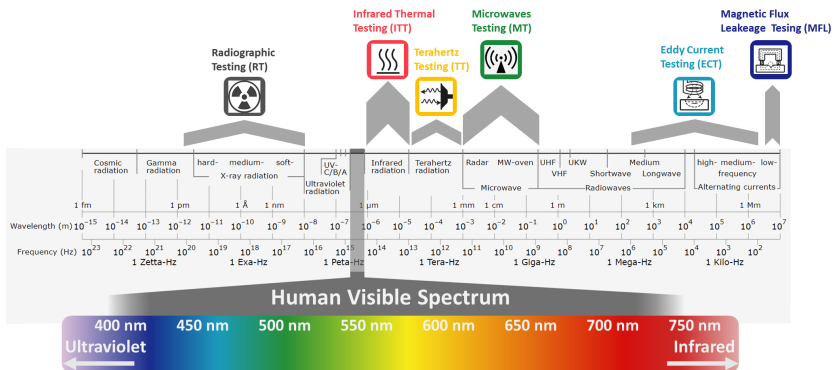 Radiographic
Testing (RT)
Infrared Thermal
Testing (ITT)
Terahertz
Testing (TT)
Microwaves
Testing (MT)
Eddy Current
Testing (ECT)
Magnetic Flux
Leakeage Tesing (MFL)
Cosmic
radiation
Gamma
radiation
hard- medium- soft-
X-ray radiation
UV-
C/B/A
Ultraviolet
radiation
Infrared
radiation
Terahertz
radiation
Radar MW-oven
Microwave
UHF
VHF
UKW
Shortwave
Medium
Longwave
Radiowaves
high- medium- low-
frequency
Alternating currents
1 fm 1 pm 1 Å 1 nm 1 µm 1 mm 1 cm 1 m 1 km 1 Mm
Wavelength (m) 10⁻¹⁵ 10⁻¹⁴ 10⁻¹³ 10⁻¹² 10⁻¹¹ 10⁻¹⁰ 10⁻⁹ 10⁻⁸ 10⁻⁷ 10⁻⁶ 10⁻⁵ 10⁻⁴ 10⁻³ 10⁻² 10⁻¹ 10⁰ 10¹ 10² 10³ 10⁴ 10⁵ 10⁶ 10⁷
Frequency (Hz) 10²³ 10²² 10²¹ 10²⁰ 10¹⁹ 10¹⁸ 10¹⁷ 10¹⁶ 10¹⁵ 10¹⁴ 10¹³ 10¹² 10¹¹ 10¹⁰ 10⁹ 10⁸ 10⁷ 10⁶ 10⁵ 10⁴ 10³ 10²
1 Zetta-Hz 1 Exa-Hz 1 Peta-Hz 1 Tera-Hz 1 Giga-Hz 1 Mega-Hz 1 Kilo-Hz
Human Visible Spectrum
400 nm 450 nm 500 nm 550 nm 600 nm 650 nm 700 nm 750 nm
Ultraviolet Infrared